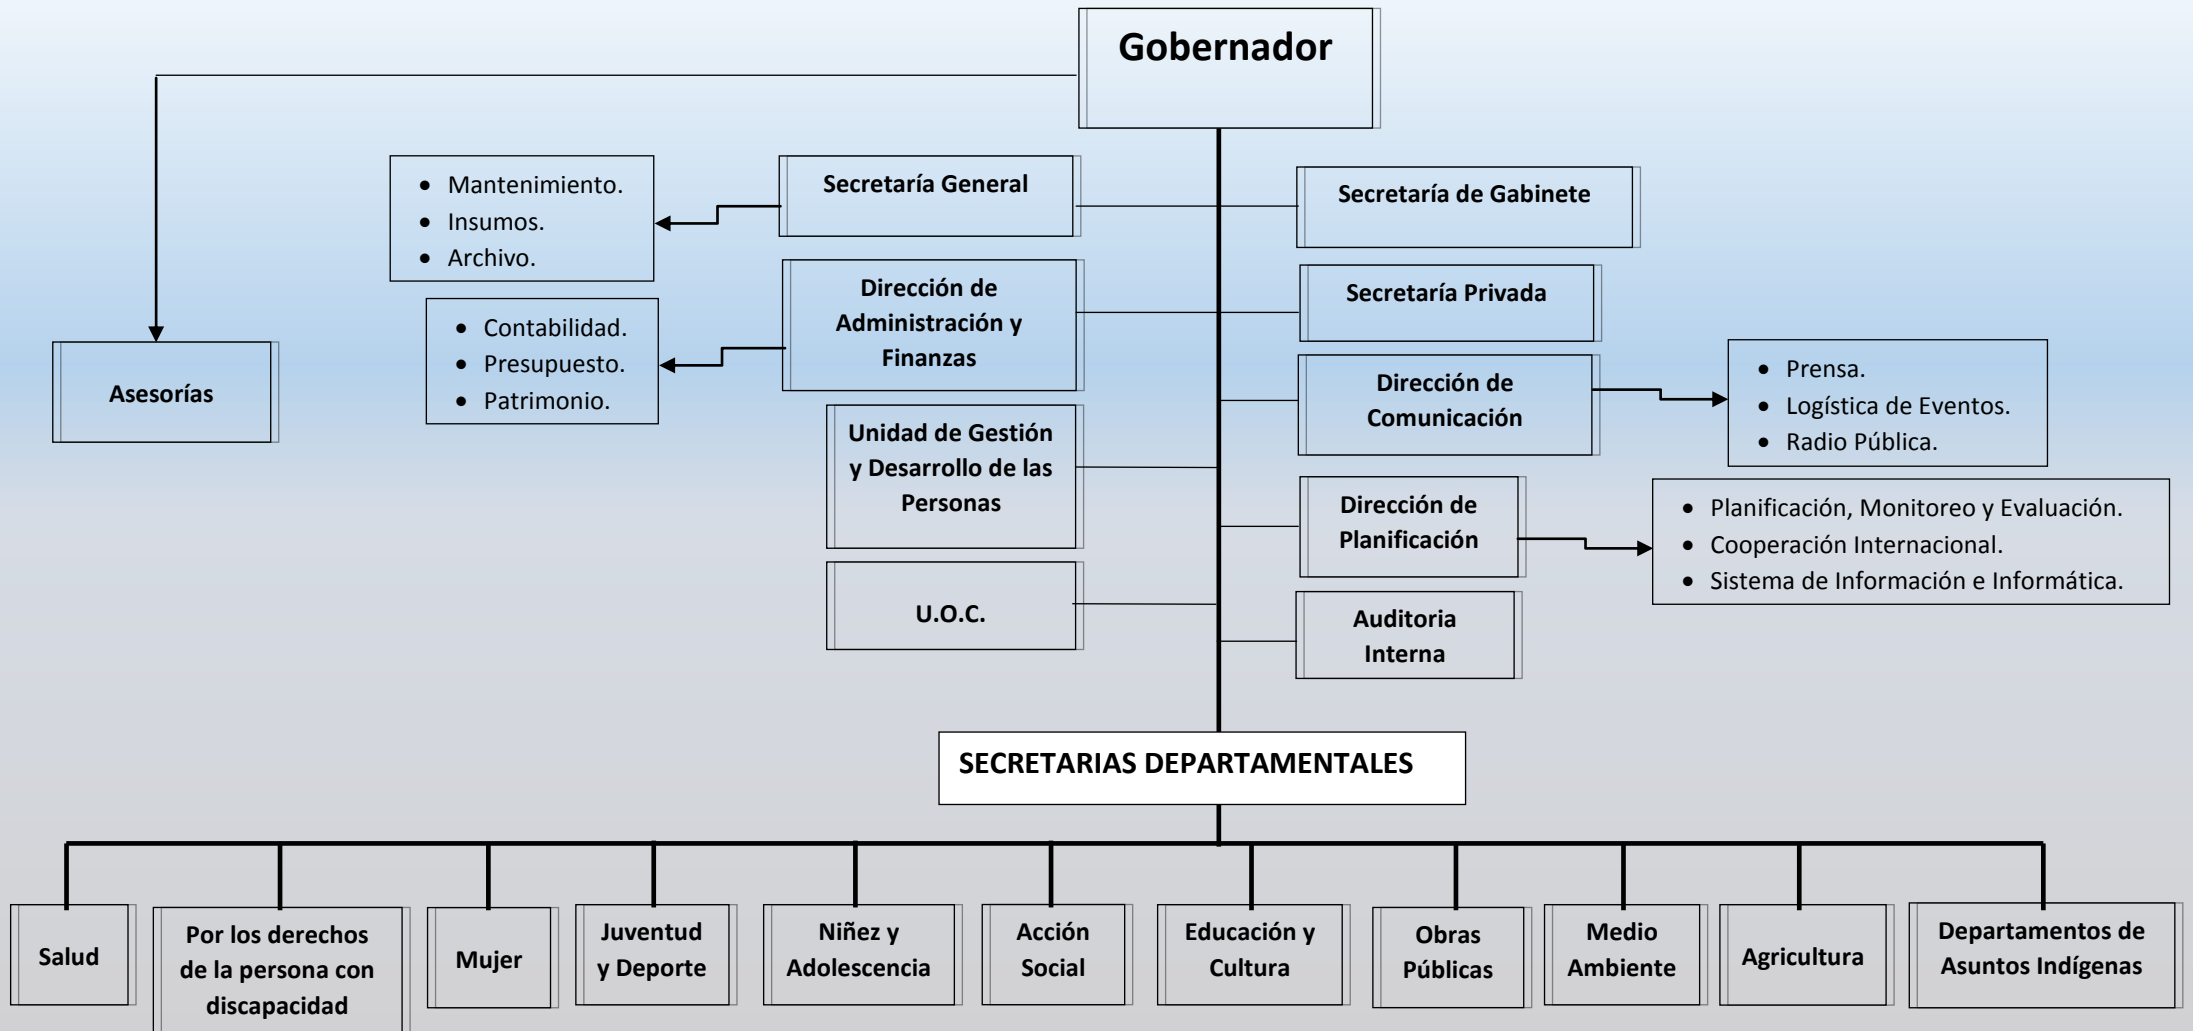 Gobernador
• Mantenimiento.
• Insumos.
• Archivo.
Secretaría General
Secretaría de Gabinete
Dirección de
Administración y
Finanzas
Secretaría Privada
• Contabilidad.
• Presupuesto.
• Patrimonio.
Asesorías
Dirección de
Comunicación
• Prensa.
• Logística de Eventos.
• Radio Pública.
Unidad de Gestión
y Desarrollo de las
Personas
Dirección de
Planificación
• Planificación, Monitoreo y Evaluación.
• Cooperación Internacional.
• Sistema de Información e Informática.
U.O.C.
Auditoria
Interna
SECRETARIAS DEPARTAMENTALES
Salud
Por los derechos
de la persona con
discapacidad
Mujer
Juventud
y Deporte
Niñez y
Adolescencia
Acción
Social
Educación y
Cultura
Obras
Públicas
Medio
Ambiente
Agricultura
Departamentos de
Asuntos Indígenas